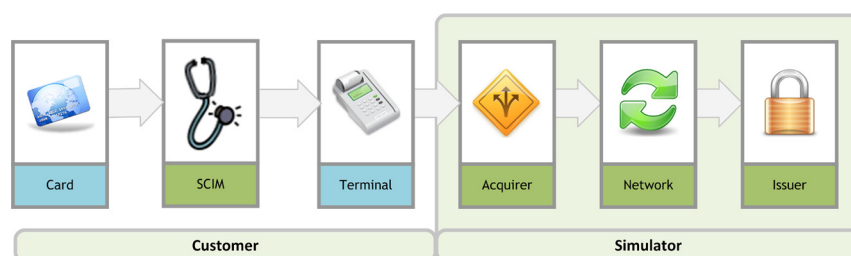 Card
SCIM
Terminal
Acquirer
Network
Issuer
Customer
Simulator